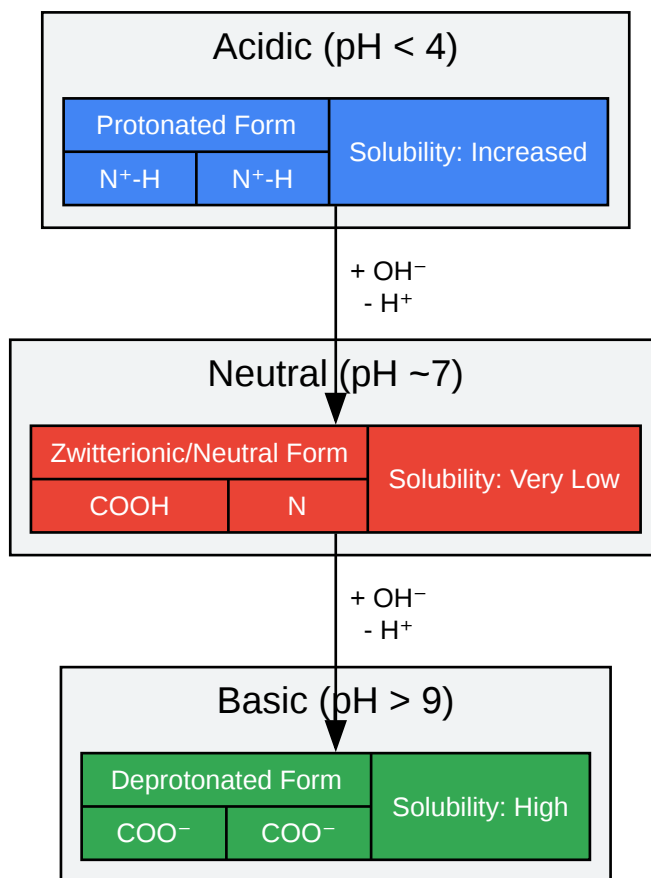 Acidic (pH < 4)
Protonated Form
Solubility: Increased
N⁺-H
N⁺-H
+ OH⁻
- H⁺
Neutral (pH ~7)
Zwitterionic/Neutral Form
Solubility: Very Low
COOH
N
+ OH⁻
- H⁺
Basic (pH > 9)
Deprotonated Form
Solubility: High
COO⁻
COO⁻